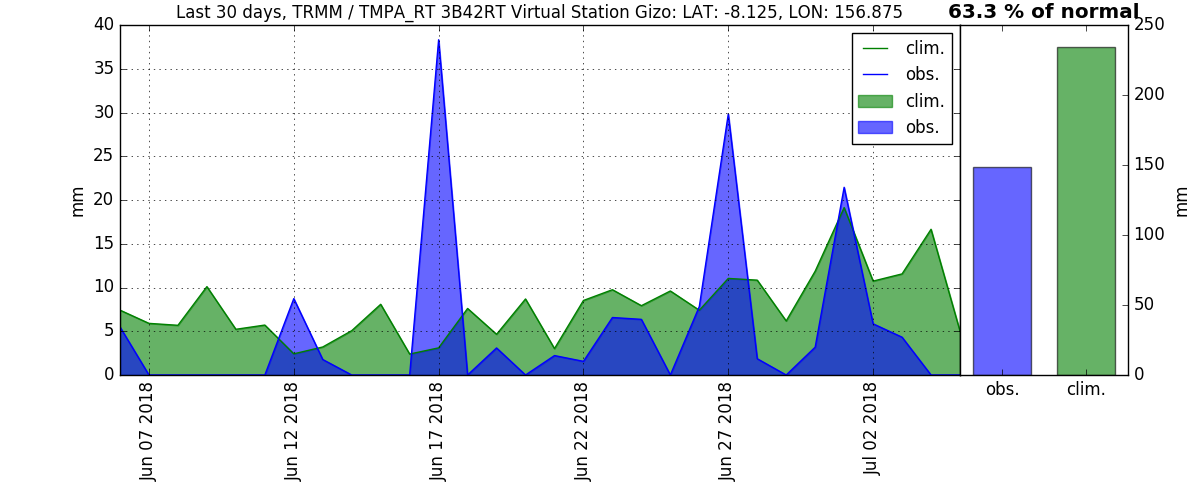 Last 30 days, TRMM / TMPA_RT 3B42RT Virtual Station Gizo: LAT: -8.125, LON: 156.875
63.3 % of normal
40
35
30
25
20
15
10
5
0
mm
clim.
obs.
clim.
obs.
250
200
150
100
50
0
mm
obs.
clim.
Jun 07 2018
Jun 12 2018
Jun 17 2018
Jun 22 2018
Jun 27 2018
Jul 02 2018